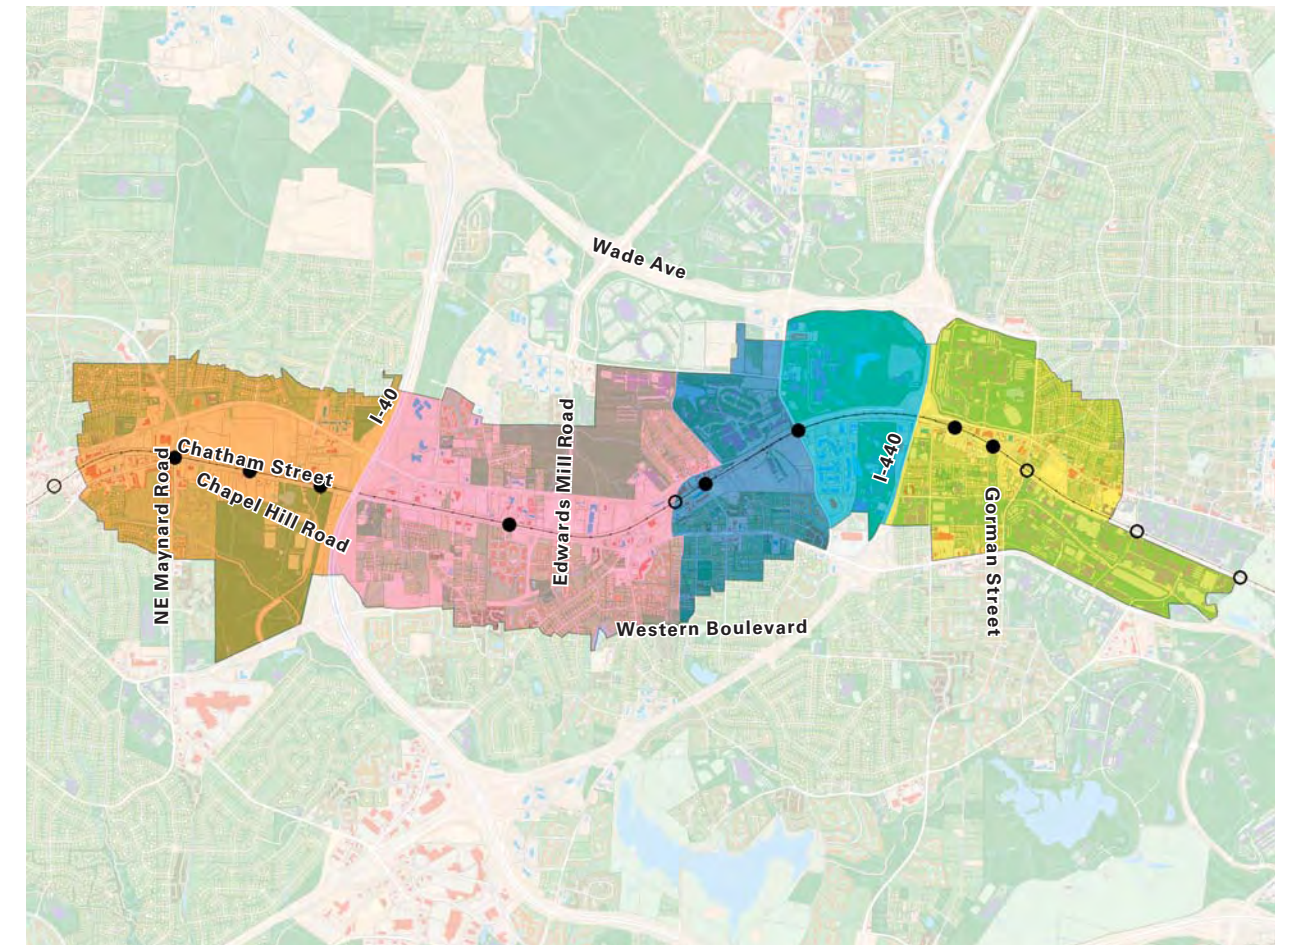 Wade Ave
I-40
Chatham Street
Chapel Hill Road
NE Maynard Road
Edwards Mill Road
I-440
Gorman Street
Western Boulevard